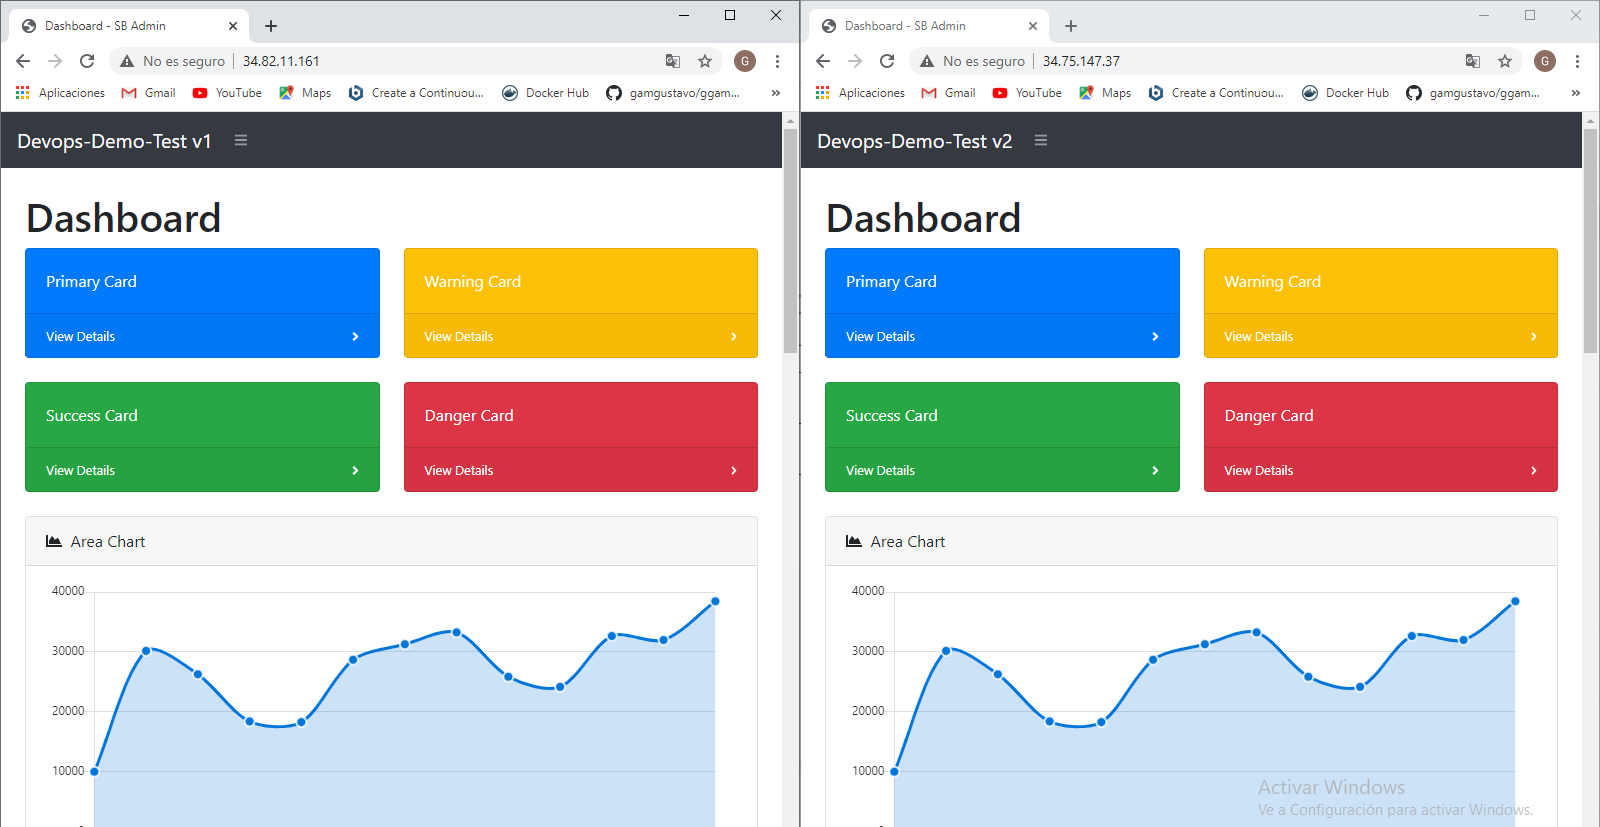 Dashboard - SB Admin
No es seguro | 34.82.11.161
G
Aplicaciones Gmail YouTube Maps Create a Continuou... Docker Hub gamgustavo/ggam... »
Devops-Demo-Test v1
Dashboard
Primary Card
View Details
Warning Card
View Details
Success Card
View Details
Danger Card
View Details
Area Chart
40000
30000
20000
10000
Dashboard - SB Admin
No es seguro | 34.75.147.37
G
Aplicaciones Gmail YouTube Maps Create a Continuou... Docker Hub gamgustavo/ggam... »
Devops-Demo-Test v2
Dashboard
Primary Card
View Details
Warning Card
View Details
Success Card
View Details
Danger Card
View Details
Area Chart
40000
30000
20000
10000
Activar Windows
Ve a Configuración para activar Windows.